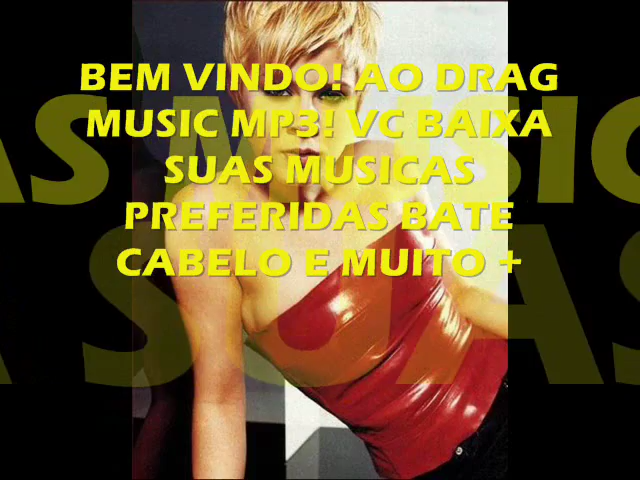 BEM VINDO! AO DRAG
MUSIC MP3! VC BAIXA
SUAS MUSICAS
PREFERIDAS BATE
CABELO E MUITO +